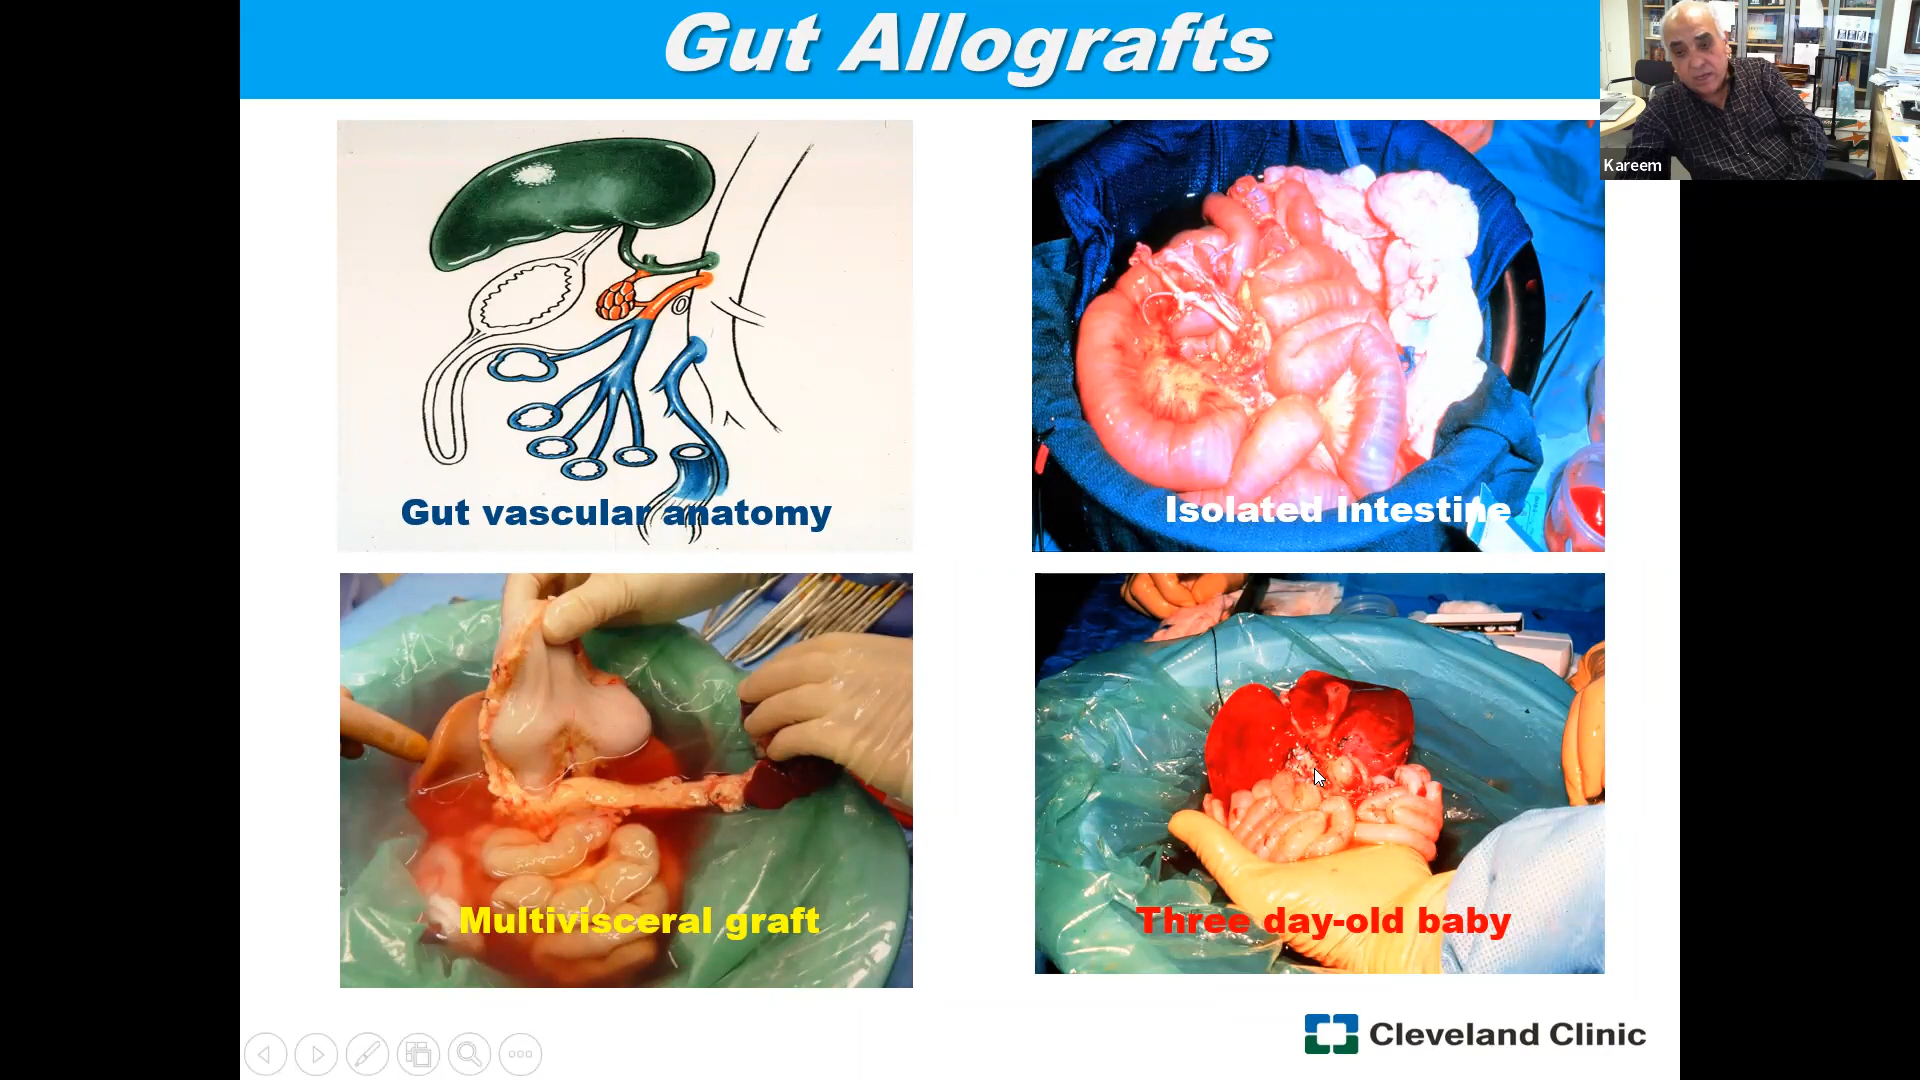 Gut Allografts
Kareem
Gut vascular anatomy
Isolated Intestine
Multivisceral graft
Three day-old baby
Cleveland Clinic